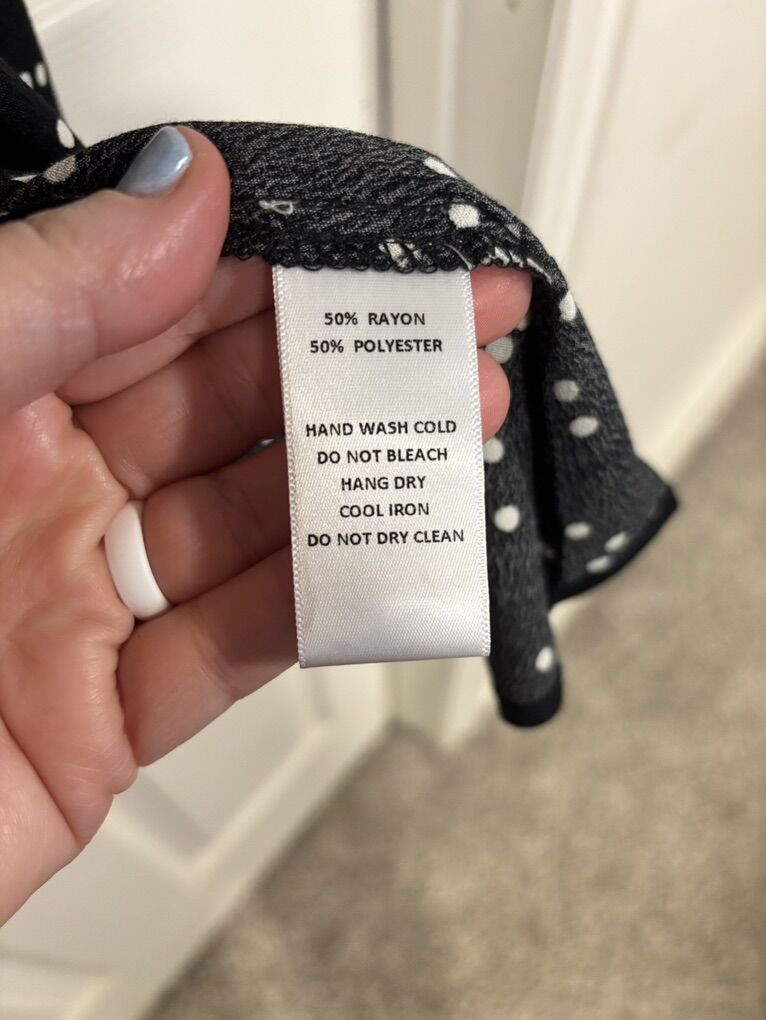 50% RAYON
50% POLYESTER
HAND WASH COLD
DO NOT BLEACH
HANG DRY
COOL IRON
DO NOT DRY CLEAN